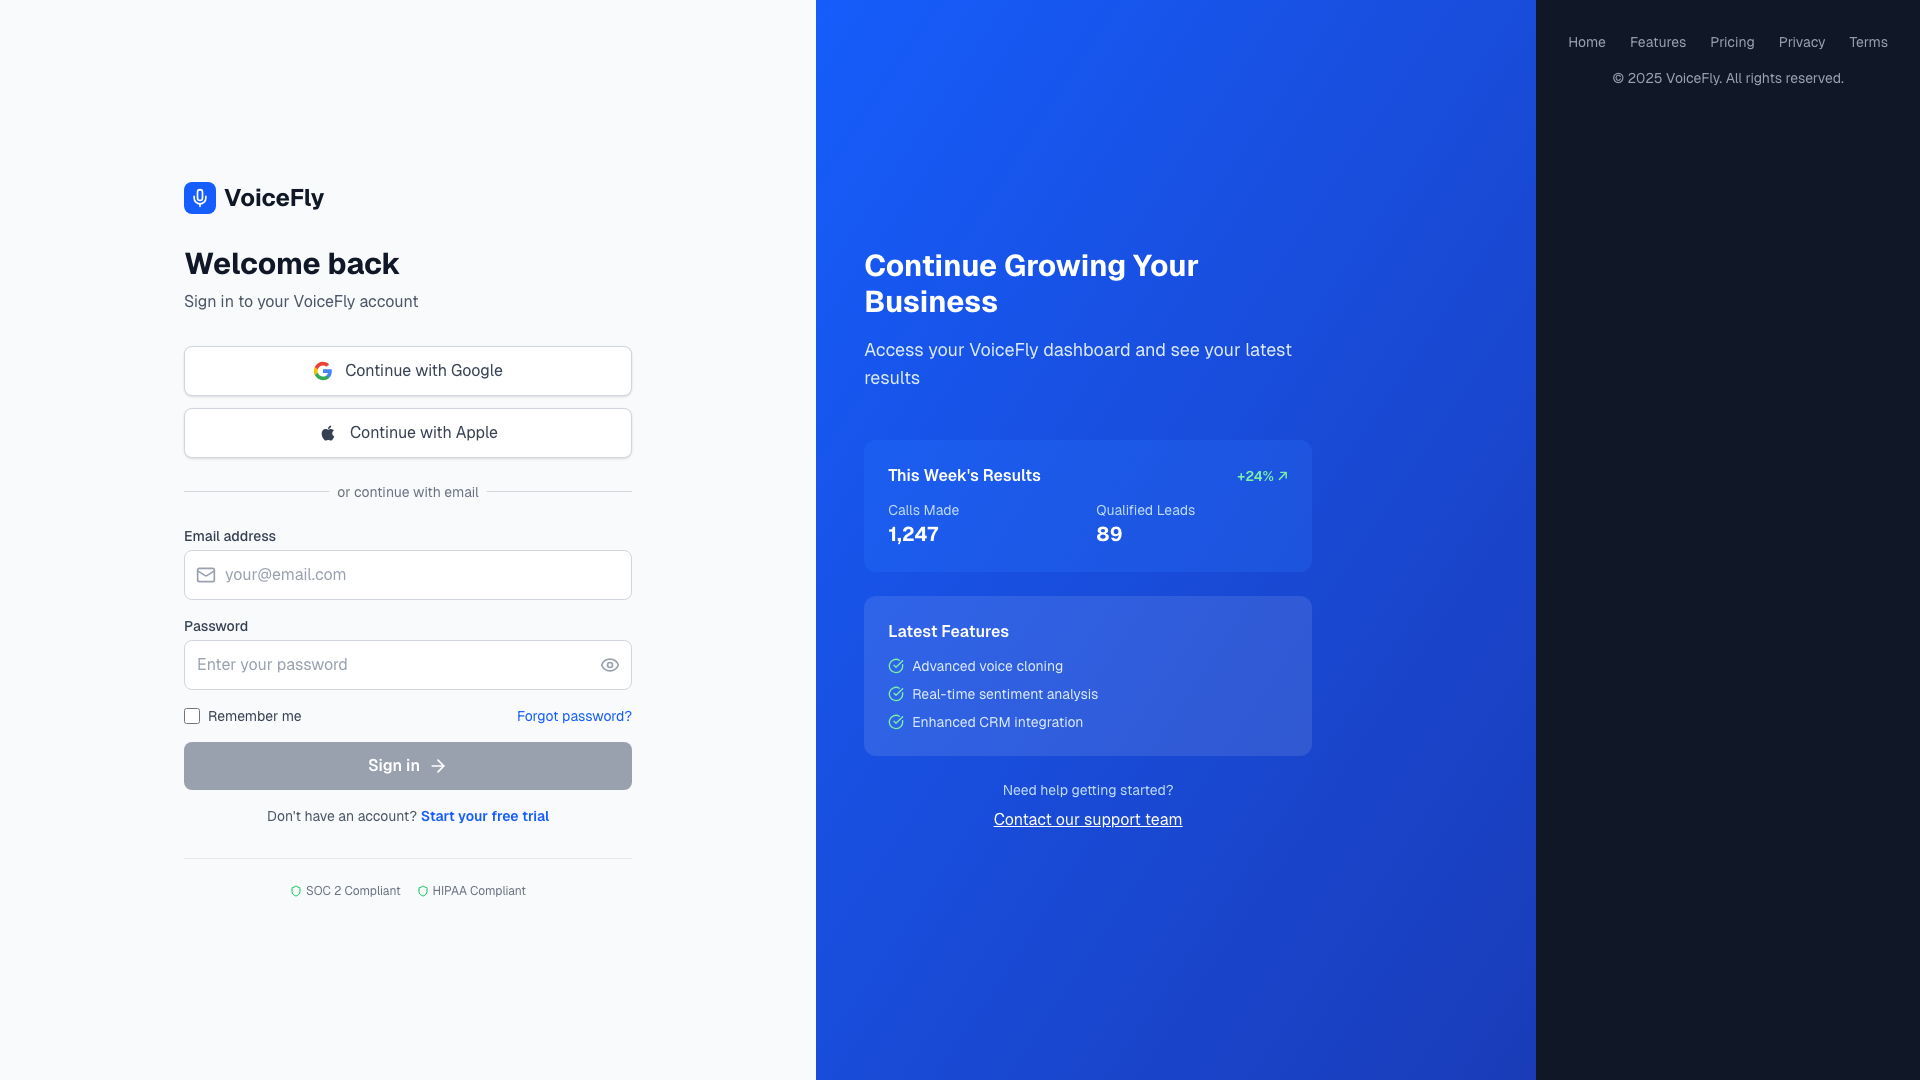 VoiceFly
Welcome back
Sign in to your VoiceFly account
Continue with Google
Continue with Apple
or continue with email
Email address
your@email.com
Password
Enter your password
Remember me
Forgot password?
Sign in
Don't have an account? Start your free trial
SOC 2 Compliant
HIPAA Compliant
Continue Growing Your
Business
Access your VoiceFly dashboard and see your latest
results
This Week's Results
+24%
Calls Made
1,247
Qualified Leads
89
Latest Features
Advanced voice cloning
Real-time sentiment analysis
Enhanced CRM integration
Need help getting started?
Contact our support team
Home Features Pricing Privacy Terms
© 2025 VoiceFly. All rights reserved.